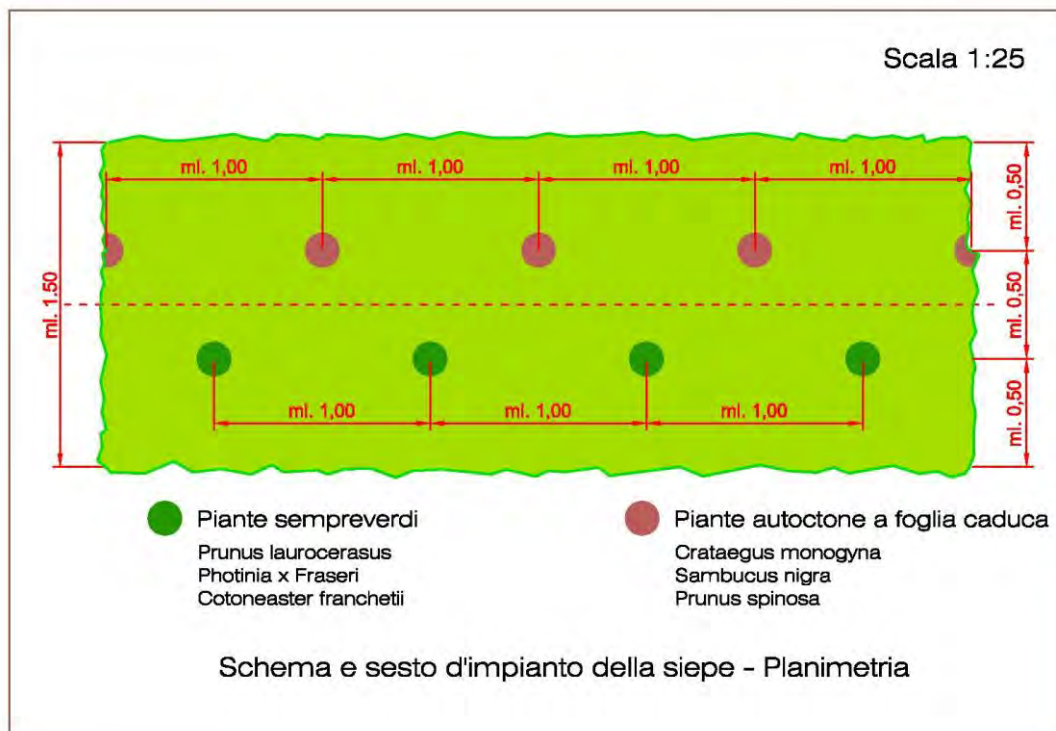 Scala 1:25
ml. 1,00 ml. 1,00 ml. 1,00 ml. 1,00
ml. 0,50
ml. 1.50
ml. 0,50
ml. 1,00 ml. 1,00 ml. 1,00
ml. 0,50
Piante sempreverdi
Prunus laurocerasus
Photinia x Fraseri
Cotoneaster franchetii
Piante autoctone a foglia caduca
Crataegus monogyna
Sambucus nigra
Prunus spinosa
Schema e sesto d'impianto della siepe - Planimetria